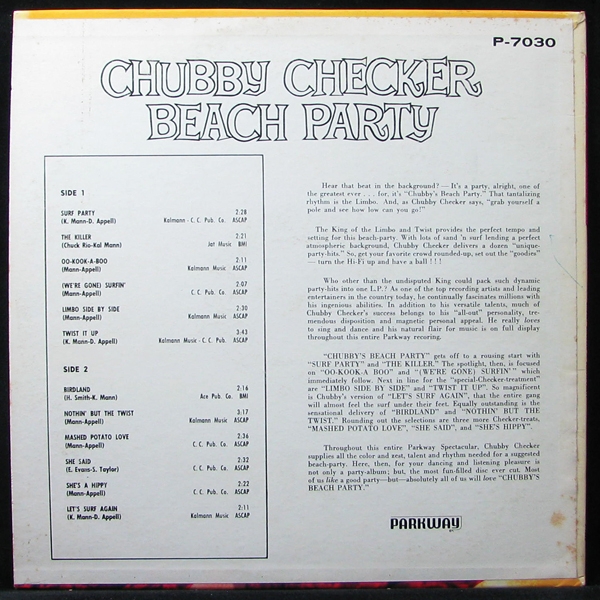 P-7030
CHUBBY CHECKER
BEACH PARTY
SIDE 1
SURF PARTY 2:28
(K. Mann-D. Appell) Kalmann - C. C. Pub. Co. ASCAP
THE KILLER 2:21
(Chuck Rio-Kal Mann) Jat Music BMI
OO-KOOK-A-BOO 2:11
(Mann-Appell) Kalmann Music ASCAP
(WE'RE GONE) SURFIN' 2:07
(Mann-Appell) C. C. Pub. Co. ASCAP
LIMBO SIDE BY SIDE 2:30
(Mann-Appell) Kalmann Music ASCAP
TWIST IT UP 3:43
(K. Mann-D. Appell) Kalmann Music - C. C. Pub. ASCAP
SIDE 2
BIRDLAND 2:16
(H. Smith-K. Mann) Ace Pub. Co. BMI
NOTHIN' BUT THE TWIST 3:17
(Mann-Appell) Kalmann Music ASCAP
MASHED POTATO LOVE 2:36
(Mann-Appell) C. C. Pub. Co. ASCAP
SHE SAID 2:32
(E. Evans-S. Taylor) C. C. Pub. Co. ASCAP
SHE'S A HIPPY 2:22
(Mann-Appell) C. C. Pub. Co. ASCAP
LET'S SURF AGAIN 2:11
(K. Mann-D. Appell) Kalmann Music ASCAP
Hear that beat in the background? — It's a party, alright, one of
the greatest ever . . . for, it's "Chubby's Beach Party." That tantalizing
rhythm is the Limbo. And, as Chubby Checker says, "grab yourself a
pole and see how low can you go!"
The King of the Limbo and Twist provides the perfect tempo and
setting for this beach-party. With lots of sand 'n surf lending a perfect
atmospheric background, Chubby Checker delivers a dozen "unique-
party-hits." So, get your favorite crowd rounded-up, set out the "goodies"
— turn the Hi-Fi up and have a ball ! ! !
Who other than the undisputed King could pack such dynamic
party-hits into one L.P.? As one of the top recording artists and leading
entertainers in the country today, he continually fascinates millions with
his ingenious abilities. In addition to his versatile talents, much of
Chubby Checker's success belongs to his "all-out" personality, tre-
mendous disposition and magnetic personal appeal. He really loves
to sing and dance and his natural flair for music is on full display
throughout this entire Parkway recoring.
"CHUBBY'S BEACH PARTY" gets off to a rousing start with
"SURF PARTY" and "THE KILLER." The spotlight, then, is focused
on "OO-KOOK-A BOO" and "(WE'RE GONE) SURFIN' " which
immediately follow. Next in line for the "special-Checker-treatment"
are "LIMBO SIDE BY SIDE" and "TWIST IT UP". So magnificent
is Chubby's version of "LET'S SURF AGAIN", that the entire gang
will almost feel the surf under their feet. Equally outstanding is the
sensational delivery of "BIRDLAND" and "NOTHIN' BUT THE
TWIST." Rounding out the selections are three more Checker-treats,
"MASHED POTATO LOVE", "SHE SAID", and "SHE'S HIPPY".
Throughout this entire Parkway Spectacular, Chubby Checker
supplies all the color and zest, talent and rhythm needed for a suggested
beach-party. Here, then, for your dancing and listening pleasure is
not only a party-album; but, the most fun-filled disc ever cut. Most
of us like a good party—but—absolutely all of us will love "CHUBBY'S
BEACH PARTY."
PARKWAY